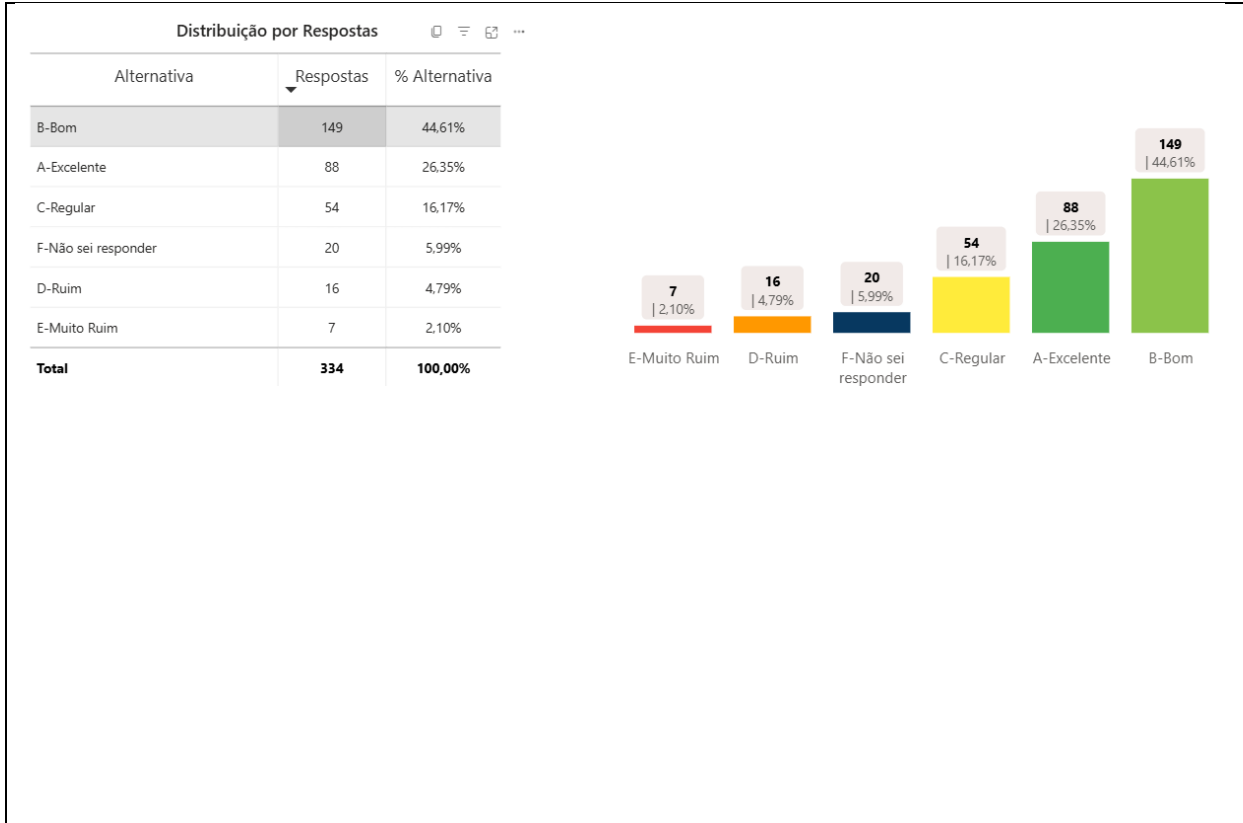 Distribuição por Respostas
Alternativa Respostas % Alternativa
B-Bom 149 44,61%
A-Excelente 88 26,35%
C-Regular 54 16,17%
F-Não sei responder 20 5,99%
D-Ruim 16 4,79%
E-Muito Ruim 7 2,10%
Total 334 100,00%
7
| 2,10%
16
| 4,79%
20
| 5,99%
54
| 16,17%
88
| 26,35%
149
| 44,61%
E-Muito Ruim D-Ruim F-Não sei C-Regular A-Excelente B-Bom
responder